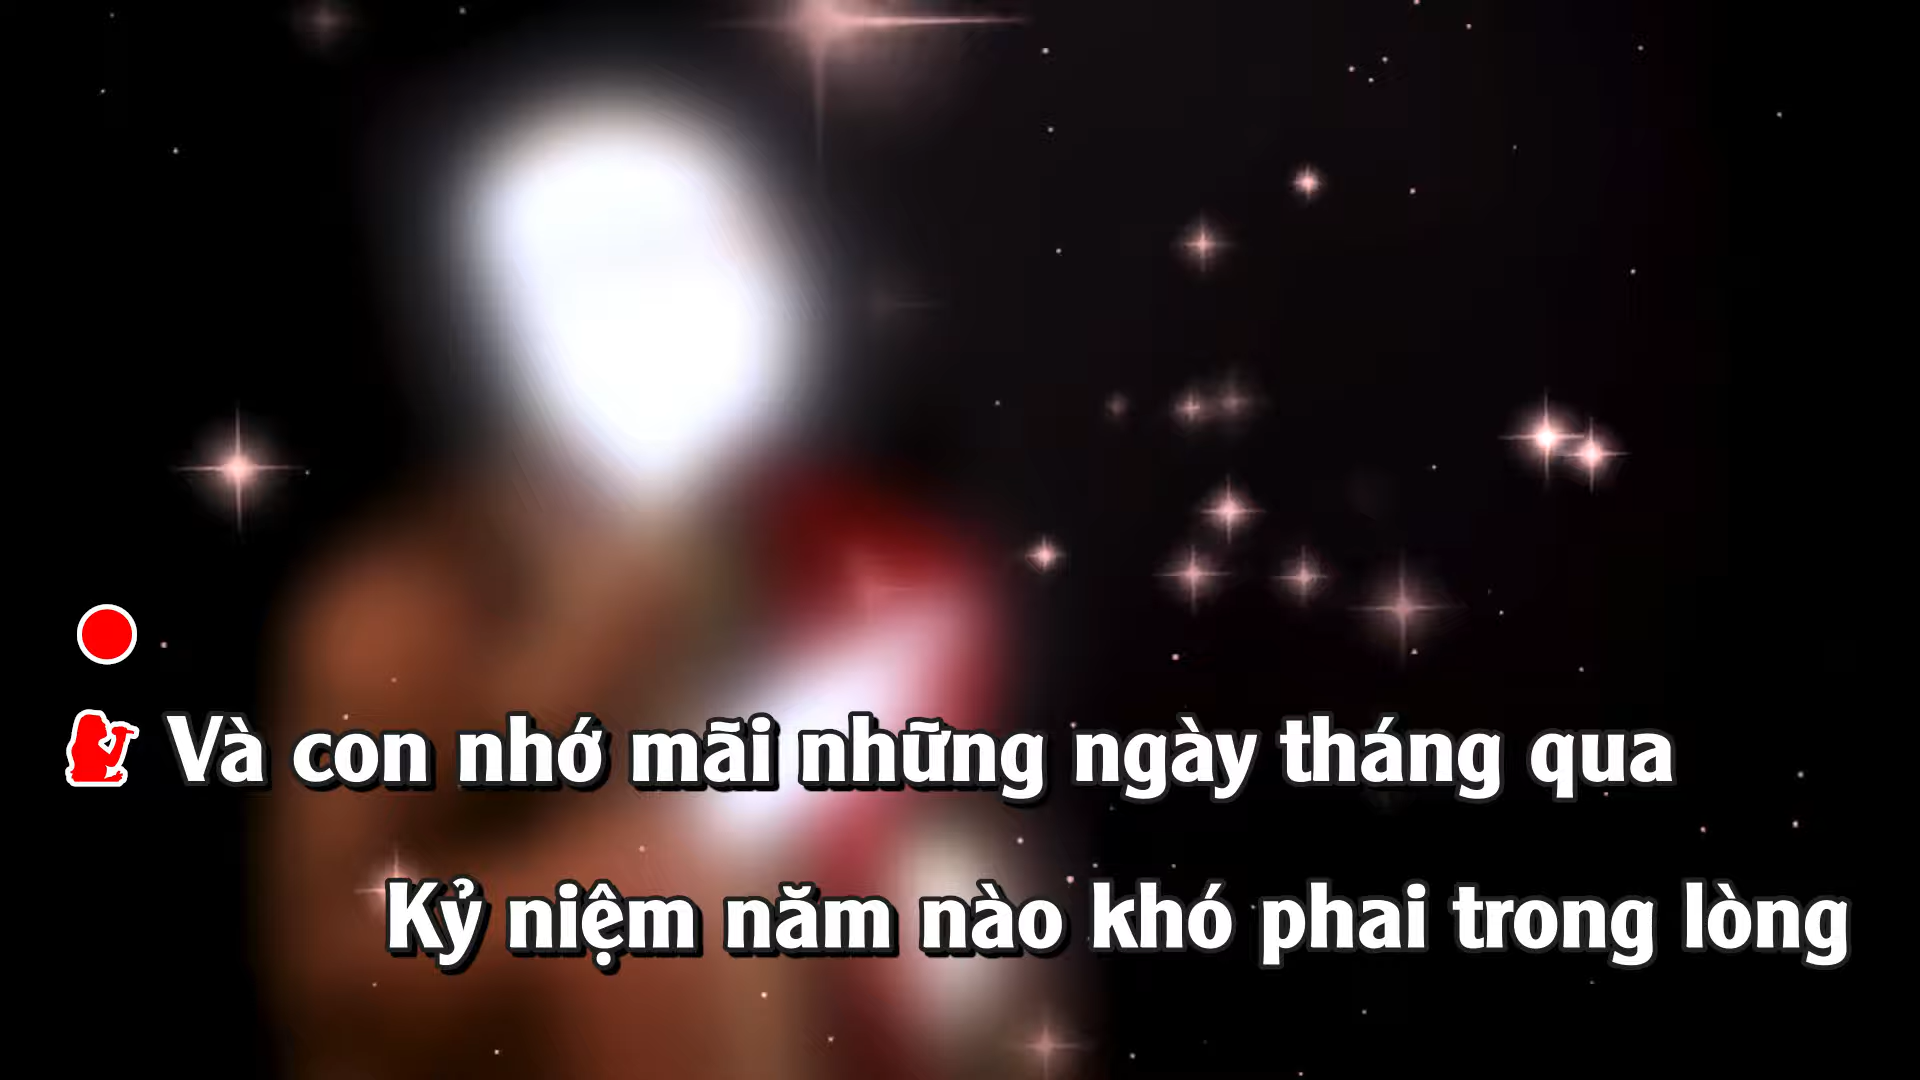 Và con nhớ mãi những ngày tháng qua
Kỷ niệm năm nào khó phai trong lòng